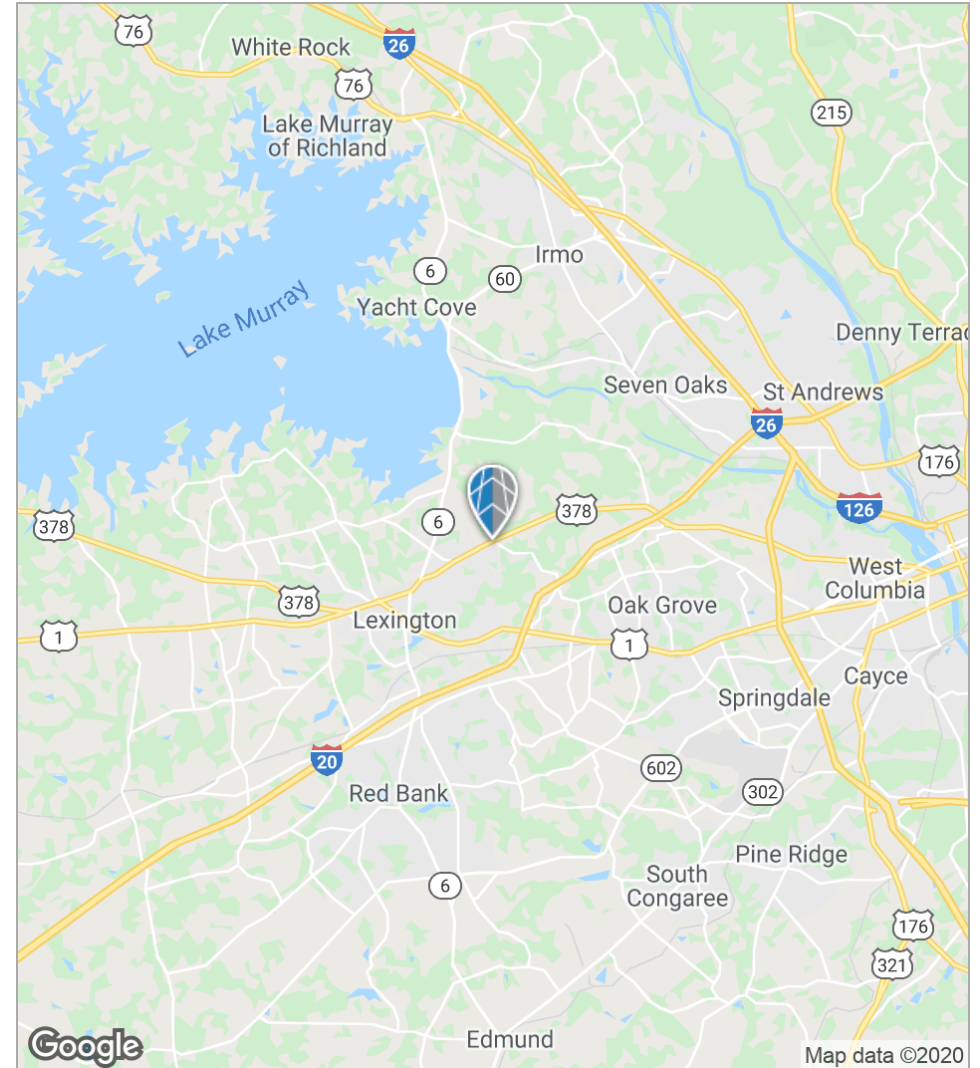 76
White Rock
26
76
Lake Murray
of Richland
215
Irmo
6
60
Yacht Cove
Lake Murray
Denny Terrac
Seven Oaks
St Andrews
26
176
378
6
378
126
West
Columbia
378
Oak Grove
Lexington
1
1
Cayce
Springdale
20
602
302
Red Bank
Pine Ridge
South
Congaree
6
176
321
Edmund
Google
Map data ©2020